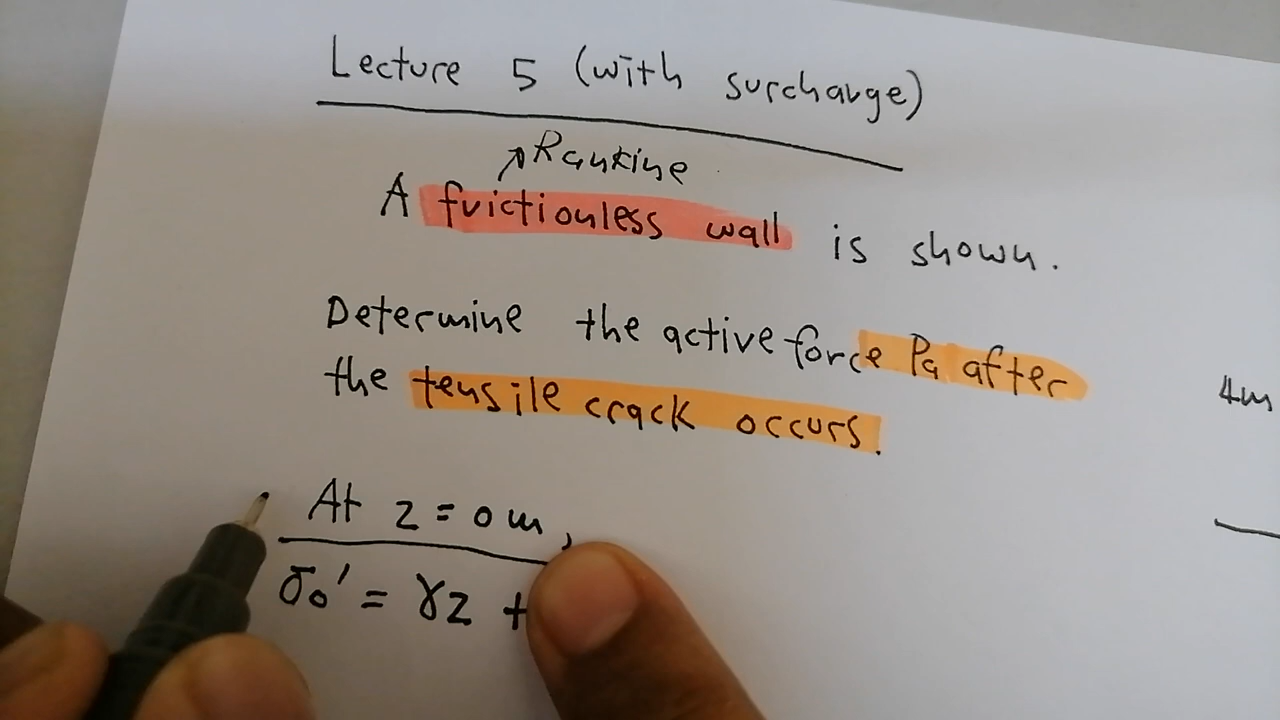 Lecture 5 (with surcharge)
Rankine
A frictionless wall is shown.
Determine the active force Pa after
the tensile crack occurs.
4m
At z = 0 m,
σo' = γz +